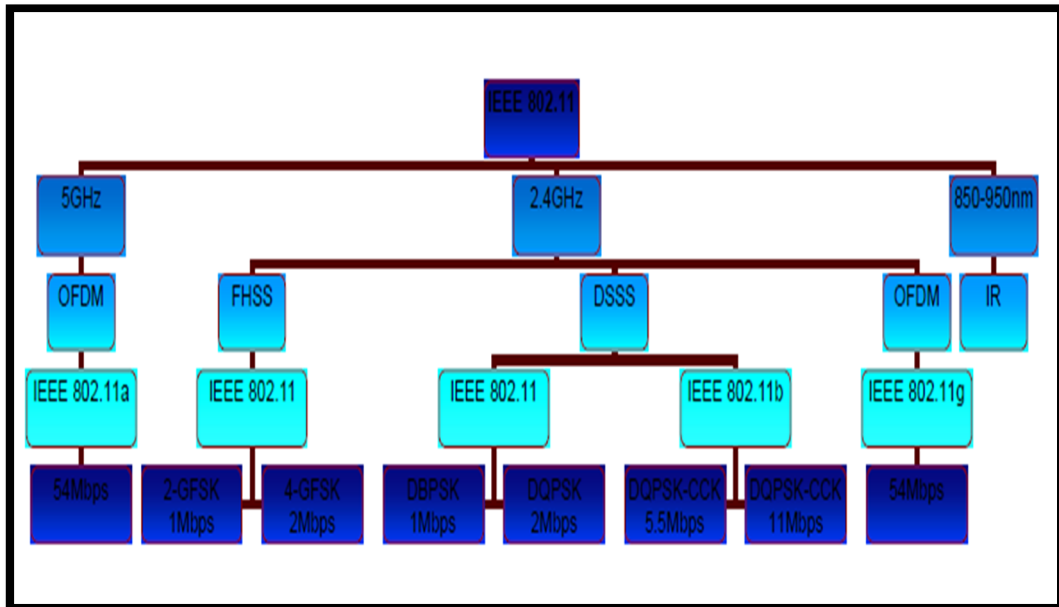 IEEE 802.11
5GHz
2.4GHz
850-950nm
OFDM
FHSS
DSSS
OFDM
IR
IEEE 802.11a
IEEE 802.11
IEEE 802.11
IEEE 802.11b
IEEE 802.11g
54Mbps
2-GFSK
1Mbps
4-GFSK
2Mbps
DBPSK
1Mbps
DQPSK
2Mbps
DQPSK-CCK
5.5Mbps
DQPSK-CCK
11Mbps
54Mbps